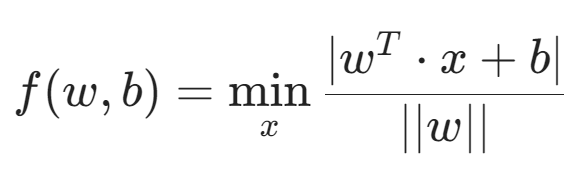 f(w, b) = min_x |w^T · x + b| / ||w||